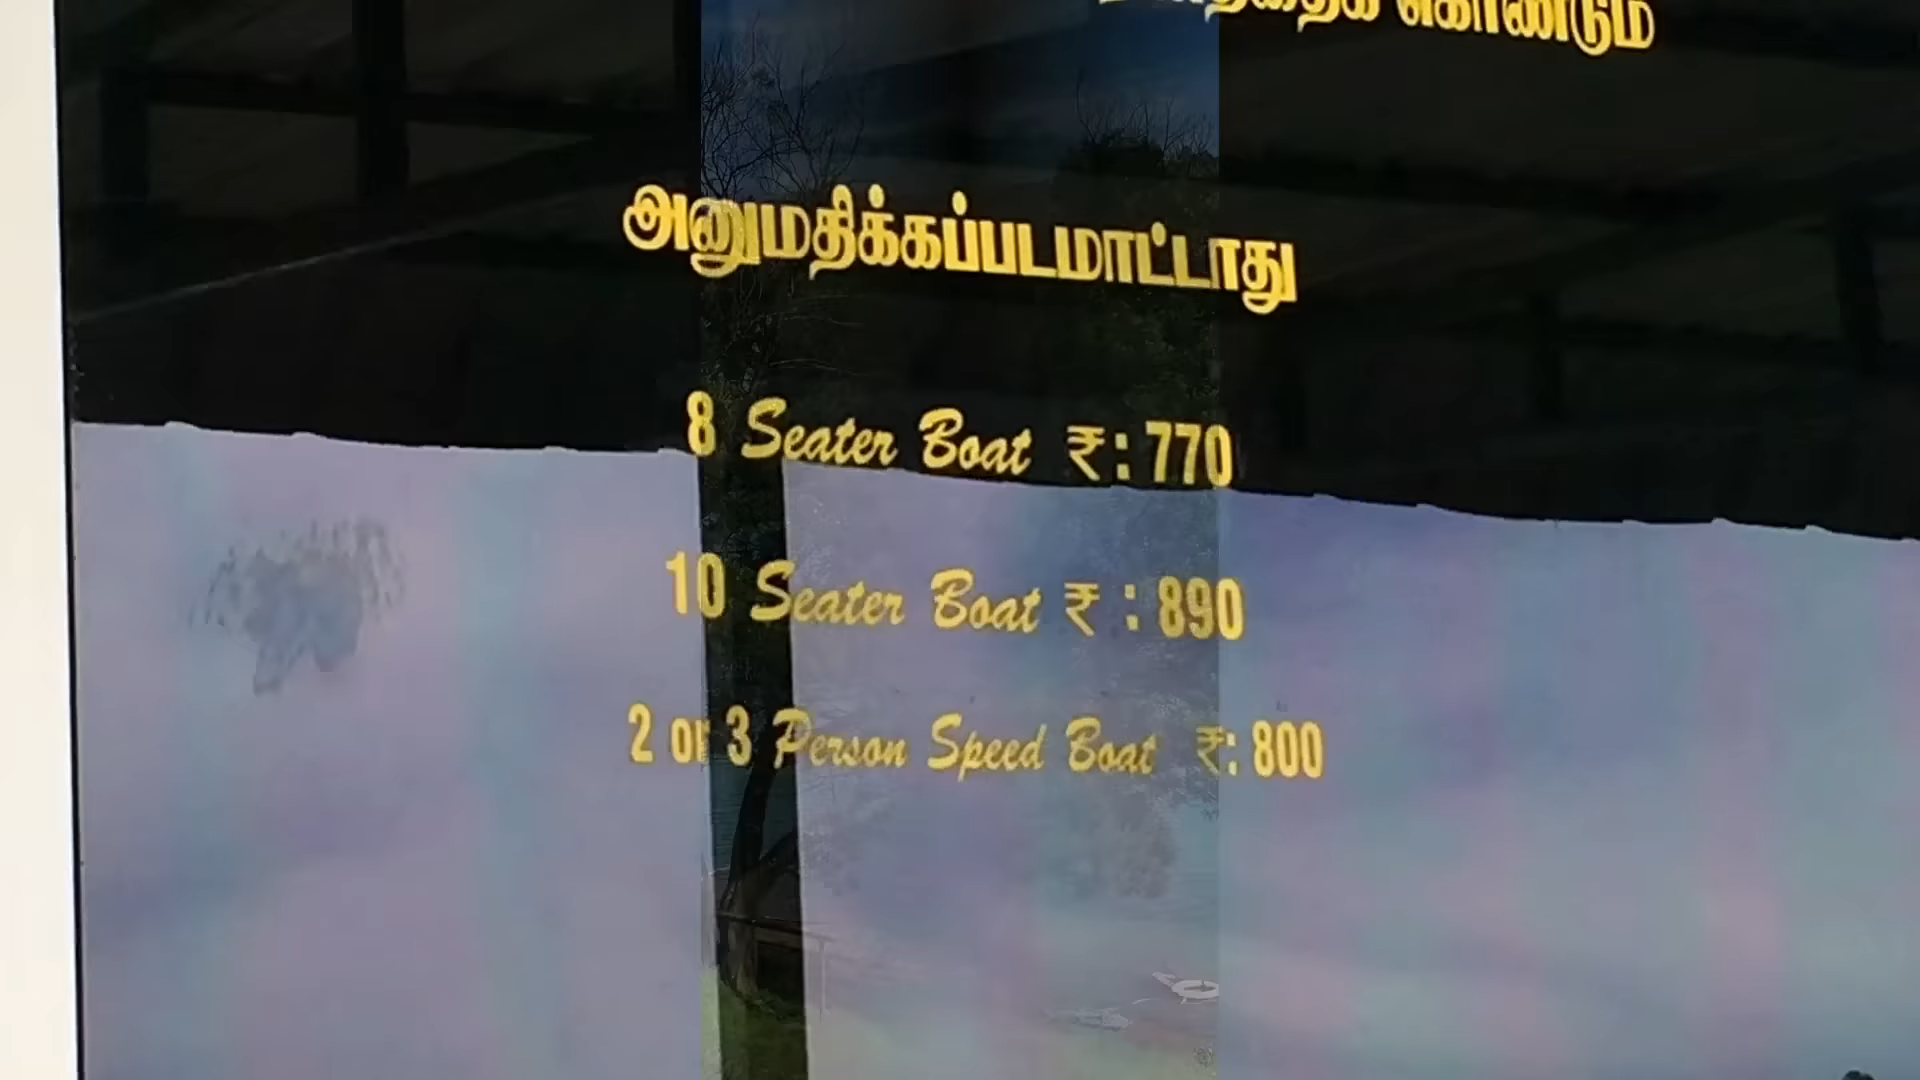 கொண்டும்
அனுமதிக்கப்படமாட்டாது
8 Seater Boat ₹: 770
10 Seater Boat ₹ : 890
2 or 3 Person Speed Boat ₹: 800